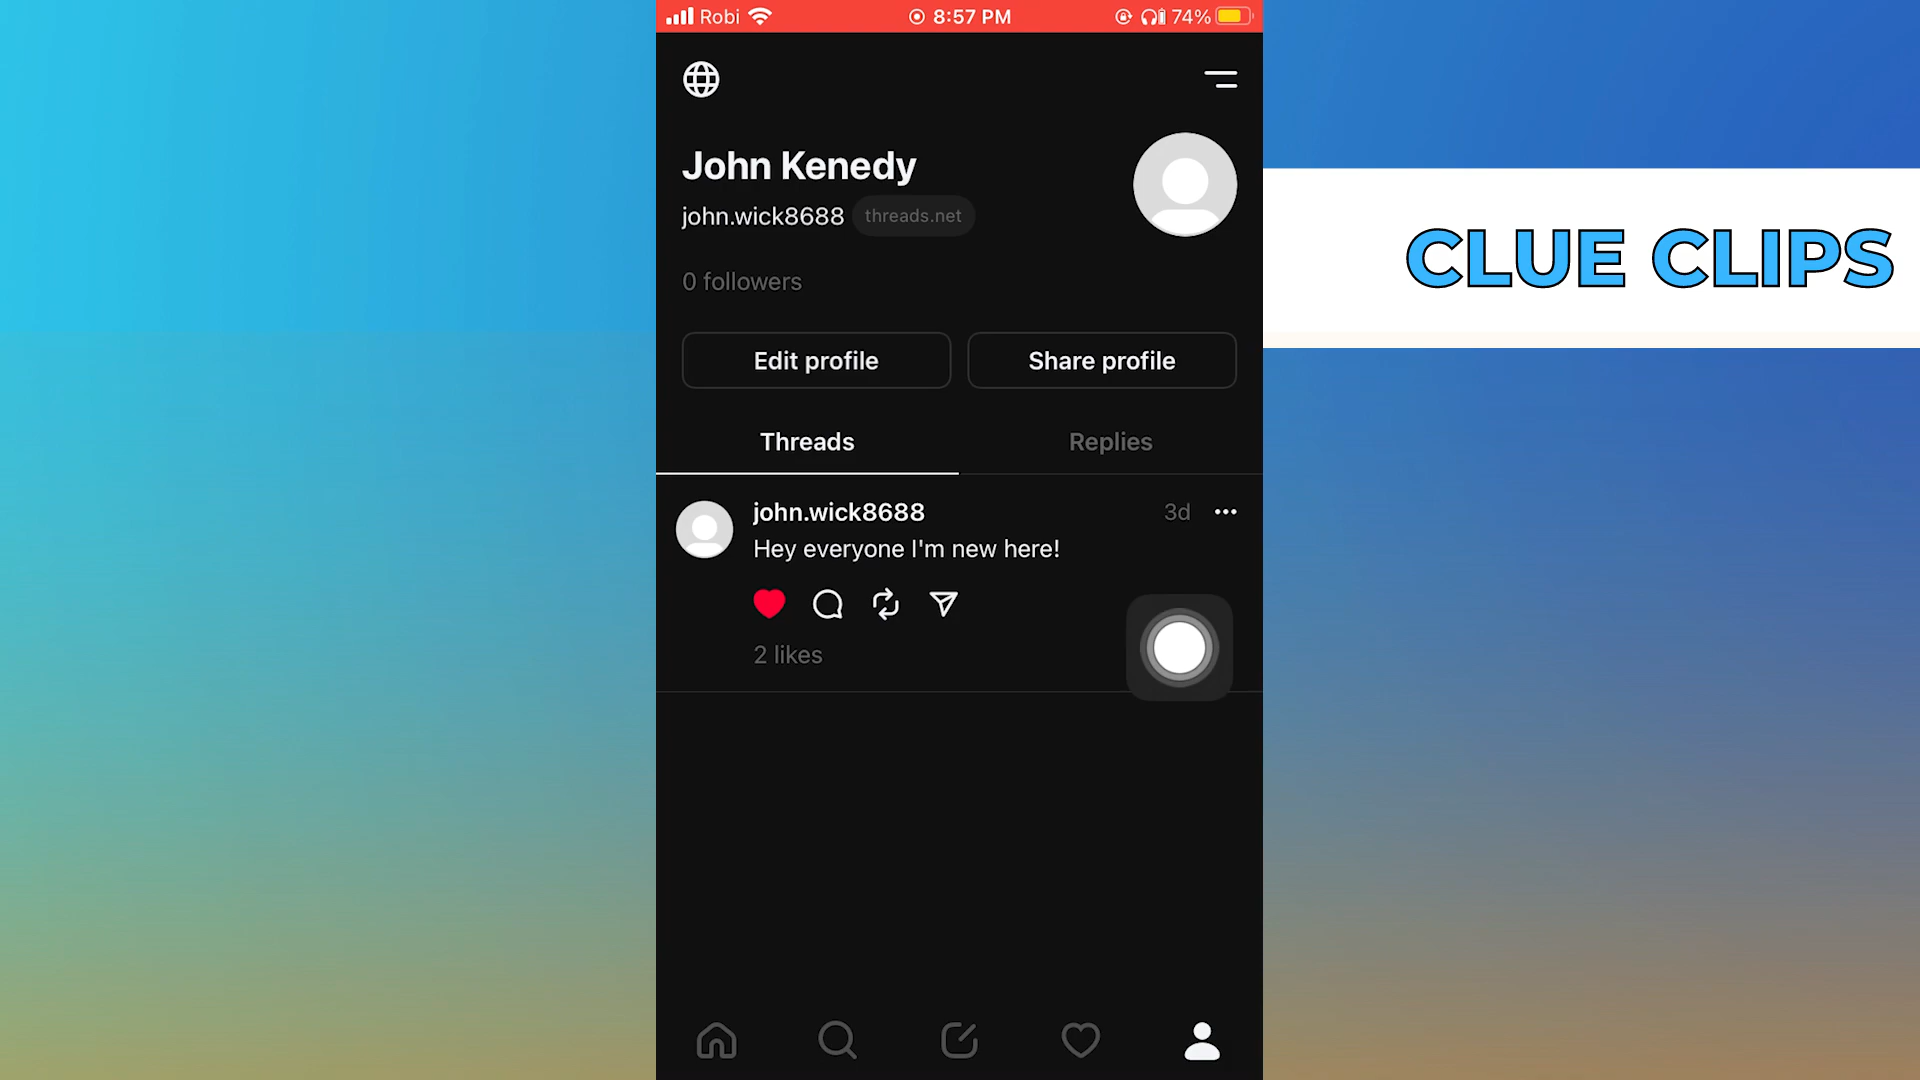 Robi 8:57 PM 74%
John Kenedy
john.wick8688 threads.net
0 followers
Edit profile Share profile
Threads Replies
john.wick8688 3d
Hey everyone I'm new here!
2 likes
CLUE CLIPS